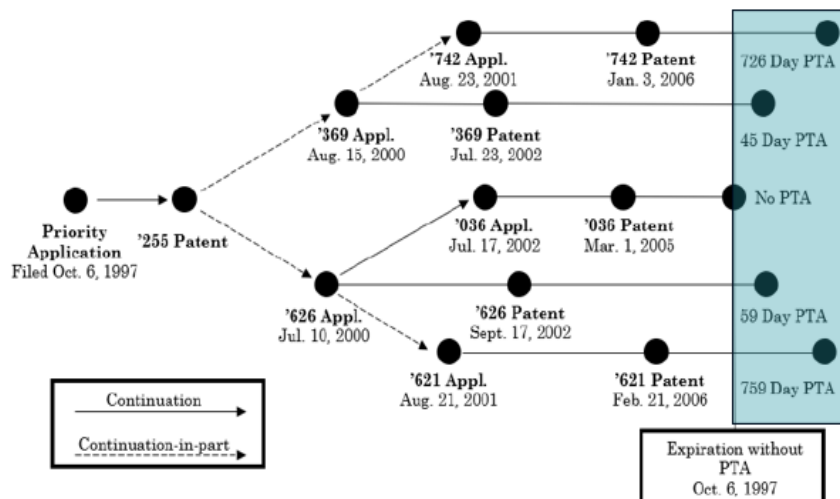 '742 Appl.
Aug. 23, 2001
'742 Patent
Jan. 3, 2006
726 Day PTA
'369 Appl.
Aug. 15, 2000
'369 Patent
Jul. 23, 2002
45 Day PTA
Priority
Application
Filed Oct. 6, 1997
'255 Patent
'036 Appl.
Jul. 17, 2002
'036 Patent
Mar. 1, 2005
No PTA
'626 Appl.
Jul. 10, 2000
'626 Patent
Sept. 17, 2002
59 Day PTA
'621 Appl.
Aug. 21, 2001
'621 Patent
Feb. 21, 2006
759 Day PTA
Continuation
Continuation-in-part
Expiration without
PTA
Oct. 6, 1997